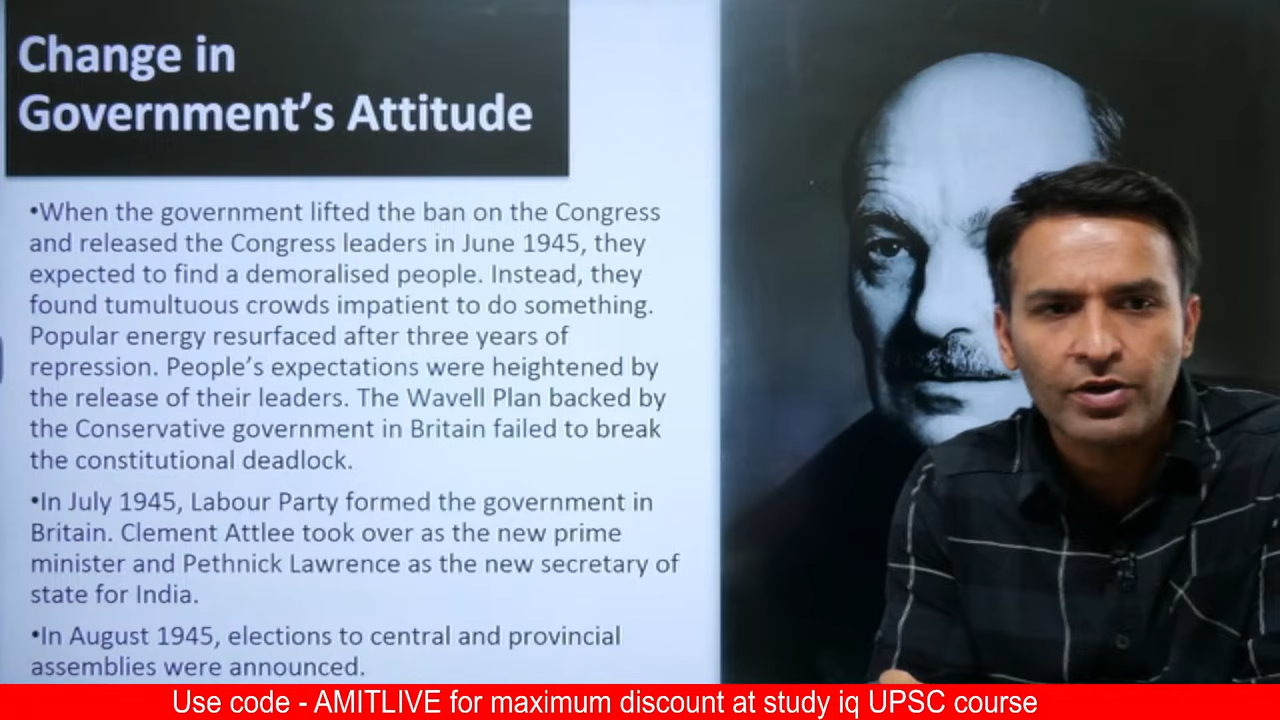 Change in
Government's Attitude
•When the government lifted the ban on the Congress
and released the Congress leaders in June 1945, they
expected to find a demoralised people. Instead, they
found tumultuous crowds impatient to do something.
Popular energy resurfaced after three years of
repression. People's expectations were heightened by
the release of their leaders. The Wavell Plan backed by
the Conservative government in Britain failed to break
the constitutional deadlock.
•In July 1945, Labour Party formed the government in
Britain. Clement Attlee took over as the new prime
minister and Pethnick Lawrence as the new secretary of
state for India.
•In August 1945, elections to central and provincial
assemblies were announced.
Use code - AMITLIVE for maximum discount at study iq UPSC course